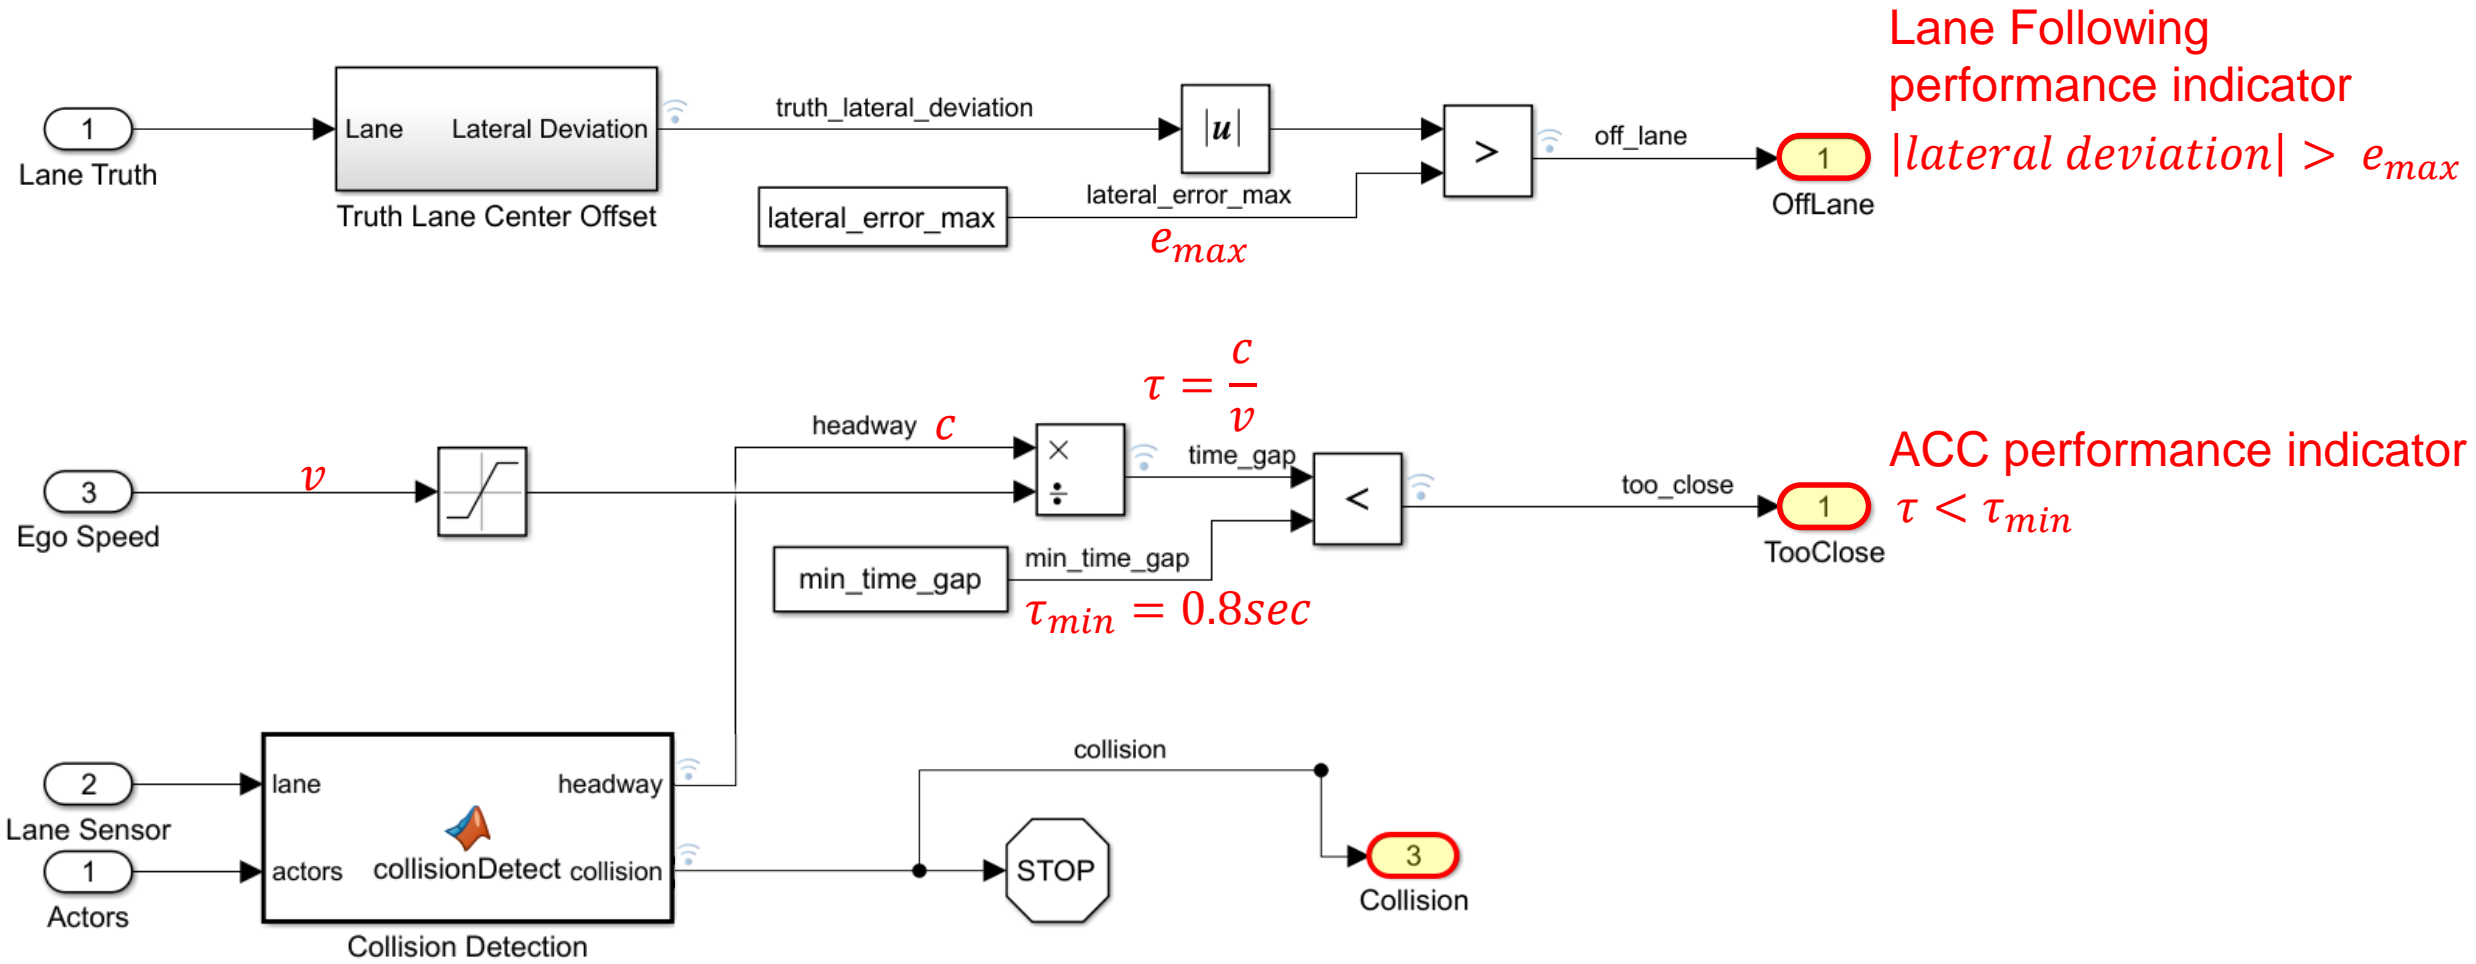 Lane Following
performance indicator
|lateral deviation| > e_max
1
Lane Truth
Lane
Lateral Deviation
Truth Lane Center Offset
truth_lateral_deviation
|u|
lateral_error_max
lateral_error_max
e_max
>
off_lane
1
OffLane
τ = c/v
3
Ego Speed
v
headway
c
×
÷
time_gap
min_time_gap
min_time_gap
τ_min = 0.8sec
<
too_close
1
TooClose
ACC performance indicator
τ < τ_min
2
Lane Sensor
1
Actors
lane
actors
headway
collisionDetect
collision
Collision Detection
collision
STOP
3
Collision